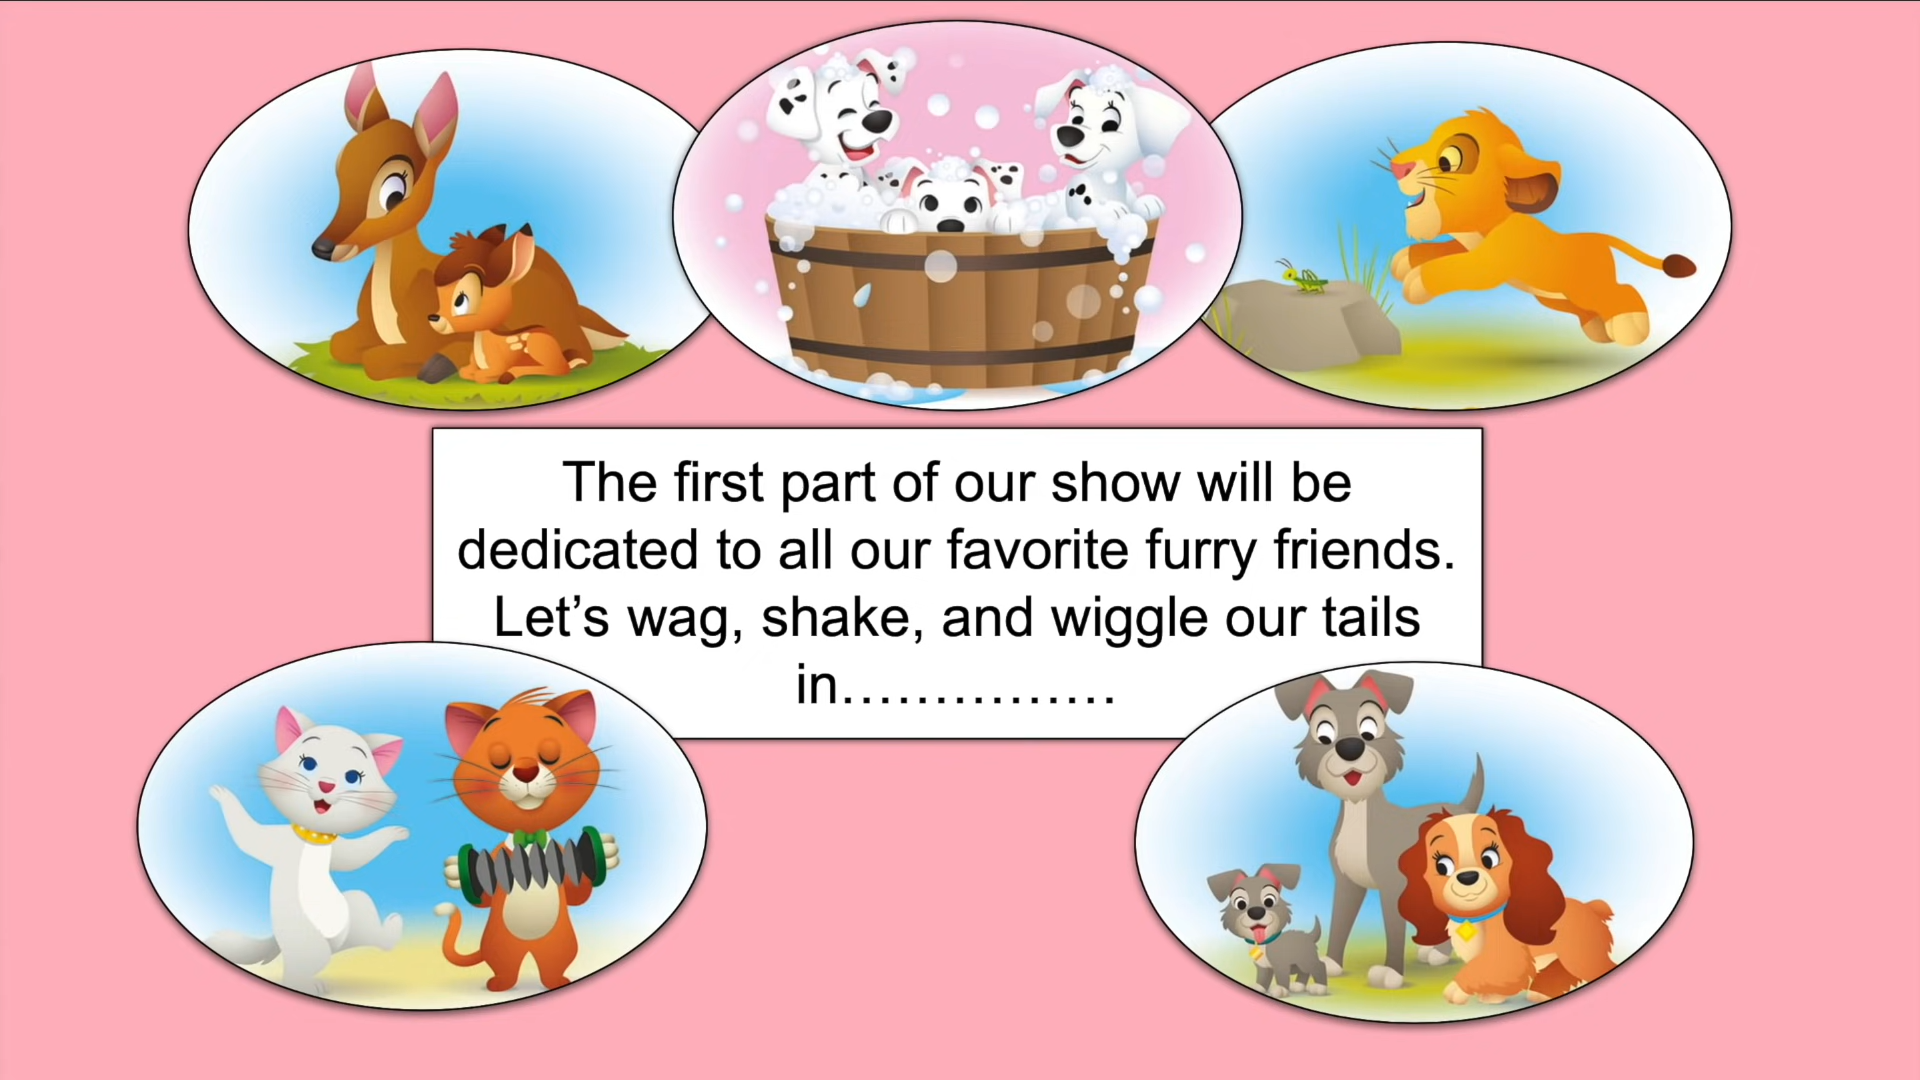 The first part of our show will be
dedicated to all our favorite furry friends.
Let’s wag, shake, and wiggle our tails
in……………